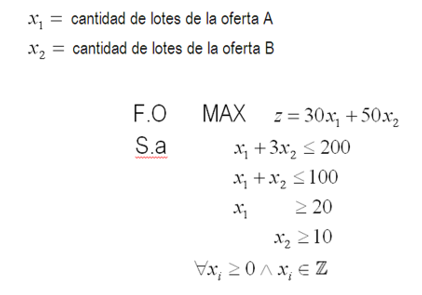 x₁ = cantidad de lotes de la oferta A
x₂ = cantidad de lotes de la oferta B
F.O MAX z = 30x₁ + 50x₂
S.a x₁ + 3x₂ ≤ 200
x₁ + x₂ ≤ 100
x₁ ≥ 20
x₂ ≥ 10
∀xᵢ ≥ 0 ∧ xᵢ ∈ ℤ